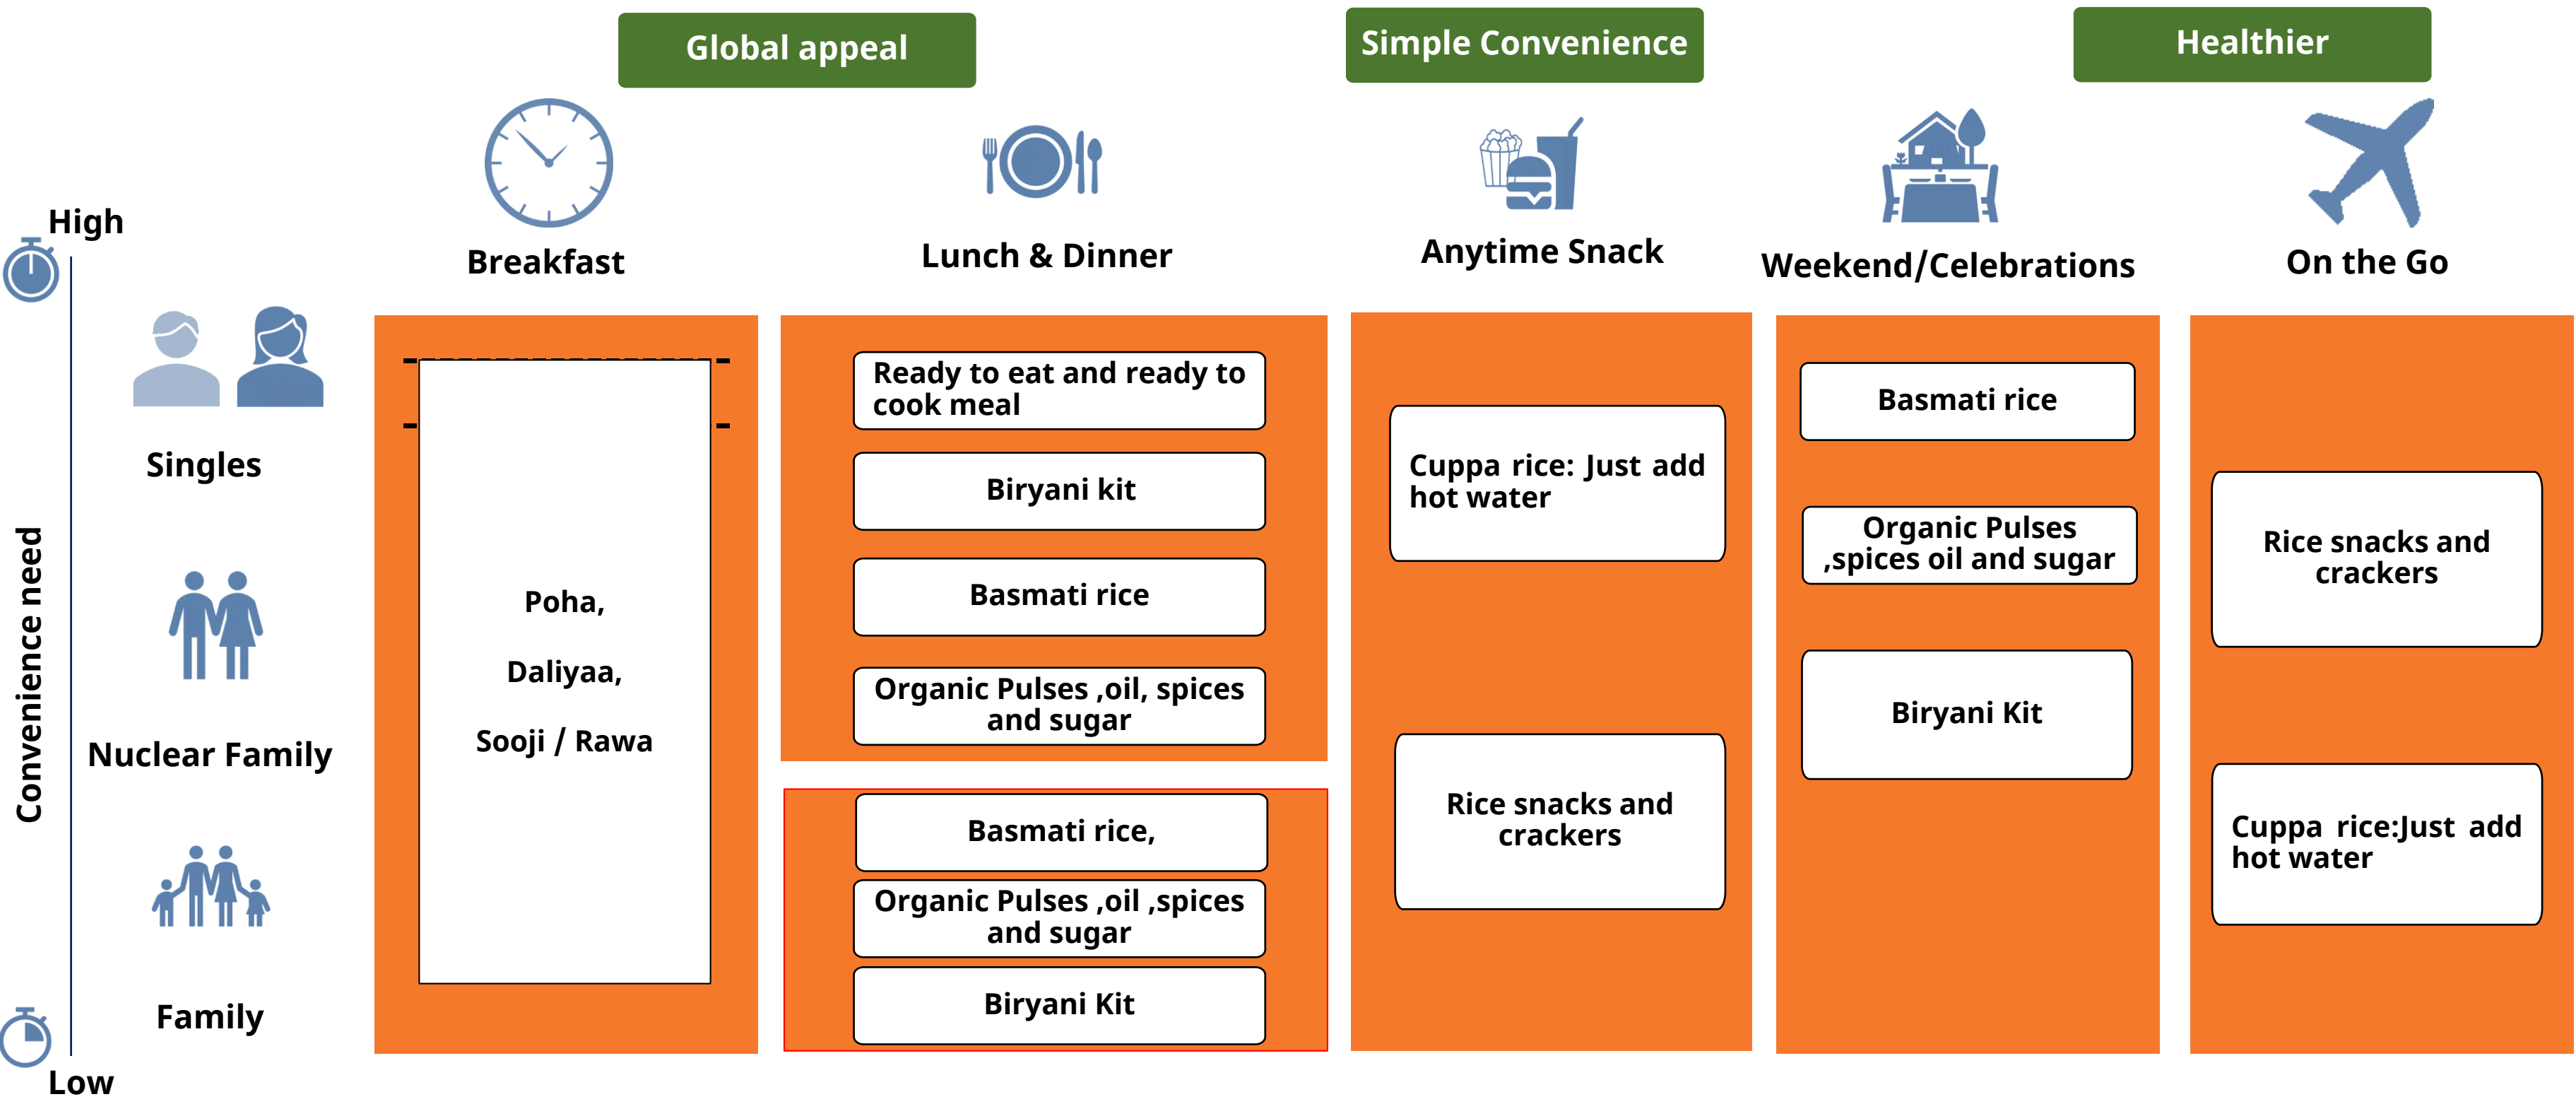 Global appeal
Simple Convenience
Healthier
High
Breakfast
Lunch & Dinner
Anytime Snack
Weekend/Celebrations
On the Go
Convenience need
Singles
Nuclear Family
Family
Low
Poha,
Daliyaa,
Sooji / Rawa
Ready to eat and ready to
cook meal
Biryani kit
Basmati rice
Organic Pulses ,oil, spices
and sugar
Basmati rice,
Organic Pulses ,oil ,spices
and sugar
Biryani Kit
Cuppa rice: Just add
hot water
Rice snacks and
crackers
Basmati rice
Organic Pulses
,spices oil and sugar
Biryani Kit
Rice snacks and
crackers
Cuppa rice:Just add
hot water